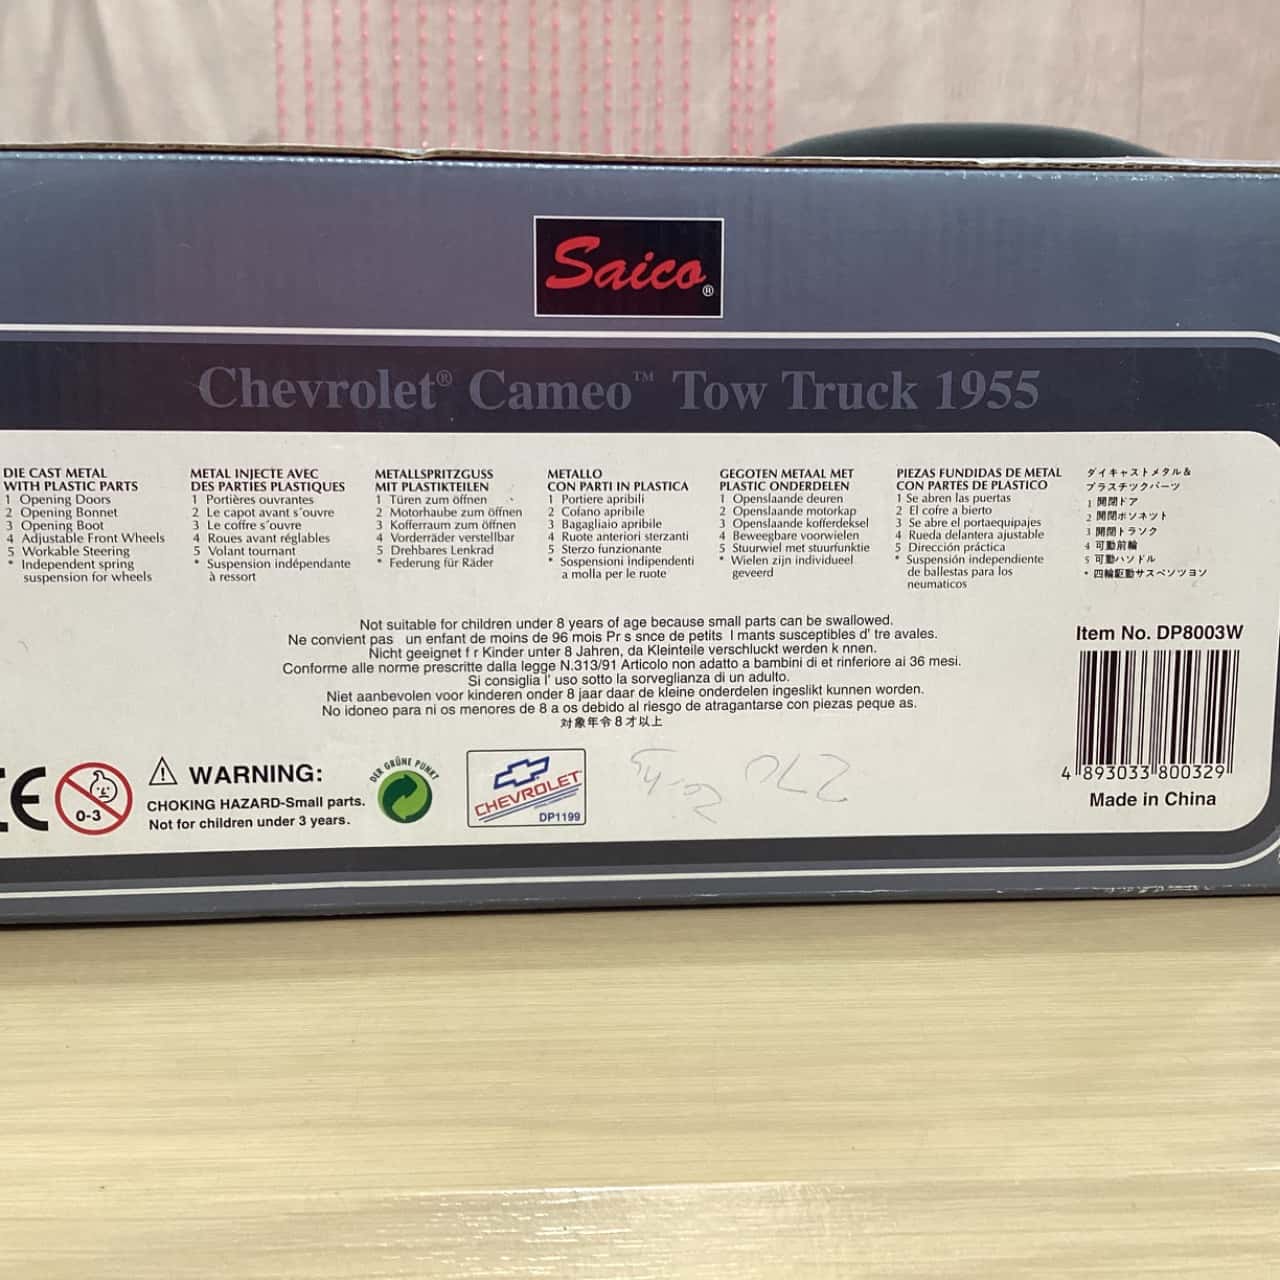 Saico®
Chevrolet® Cameo™ Tow Truck 1955
DIE CAST METAL
WITH PLASTIC PARTS
1 Opening Doors
2 Opening Bonnet
3 Opening Boot
4 Adjustable Front Wheels
5 Workable Steering
* Independent spring
suspension for wheels
METAL INJECTE AVEC
DES PARTIES PLASTIQUES
1 Portières ouvrantes
2 Le capot avant s'ouvre
3 Le coffre s'ouvre
4 Roues avant réglables
5 Volant tournant
* Suspension indépendante
à ressort
METALLSPRITZGUSS
MIT PLASTIKTEILEN
1 Türen zum öffnen
2 Motorhaube zum öffnen
3 Kofferraum zum öffnen
4 Vorderräder verstellbar
5 Drehbares Lenkrad
* Federung für Räder
METALLO
CON PARTI IN PLASTICA
1 Portiere apribili
2 Cofano apribile
3 Bagagliaio apribile
4 Ruote anteriori sterzanti
5 Sterzo funzionante
* Sospensioni indipendenti
a molla per le ruote
GEGOTEN METAAL MET
PLASTIC ONDERDELEN
1 Openslaande deuren
2 Openslaande motorkap
3 Openslaande kofferdeksel
4 Beweegbare voorwielen
5 Stuurwiel met stuurfunktie
* Wielen zijn individueel
geveerd
PIEZAS FUNDIDAS DE METAL
CON PARTES DE PLASTICO
1 Se abren las puertas
2 El cofre a bierto
3 Se abre el portaequipajes
4 Rueda delantera ajustable
5 Dirección práctica
* Suspensión independiente
de ballestas para los
neumaticos
ダイキャストメタル&
プラスチックパーツ
1 開閉ドア
2 開閉ボンネット
3 開閉トランク
4 可動前輪
5 可動ハンドル
* 四輪駆動サスペンツヨン
Not suitable for children under 8 years of age because small parts can be swallowed.
Ne convient pas un enfant de moins de 96 mois Pr s snce de petits l mants susceptibles d' tre avales.
Nicht geeignet f r Kinder unter 8 Jahren, da Kleinteile verschluckt werden k nnen.
Conforme alle norme prescritte dalla legge N.313/91 Articolo non adatto a bambini di et rinferiore ai 36 mesi.
Si consiglia l' uso sotto la sorveglianza di un adulto.
Niet aanbevolen voor kinderen onder 8 jaar daar de kleine onderdelen ingeslikt kunnen worden.
No idoneo para ni os menores de 8 a os debido al riesgo de atragantarse con piezas peque as.
対象年令8才以上
Item No. DP8003W
4 893033 800329
Made in China
CE
0-3
WARNING:
CHOKING HAZARD-Small parts.
Not for children under 3 years.
DER GRÜNE PUNKT
CHEVROLET
DP1199
270